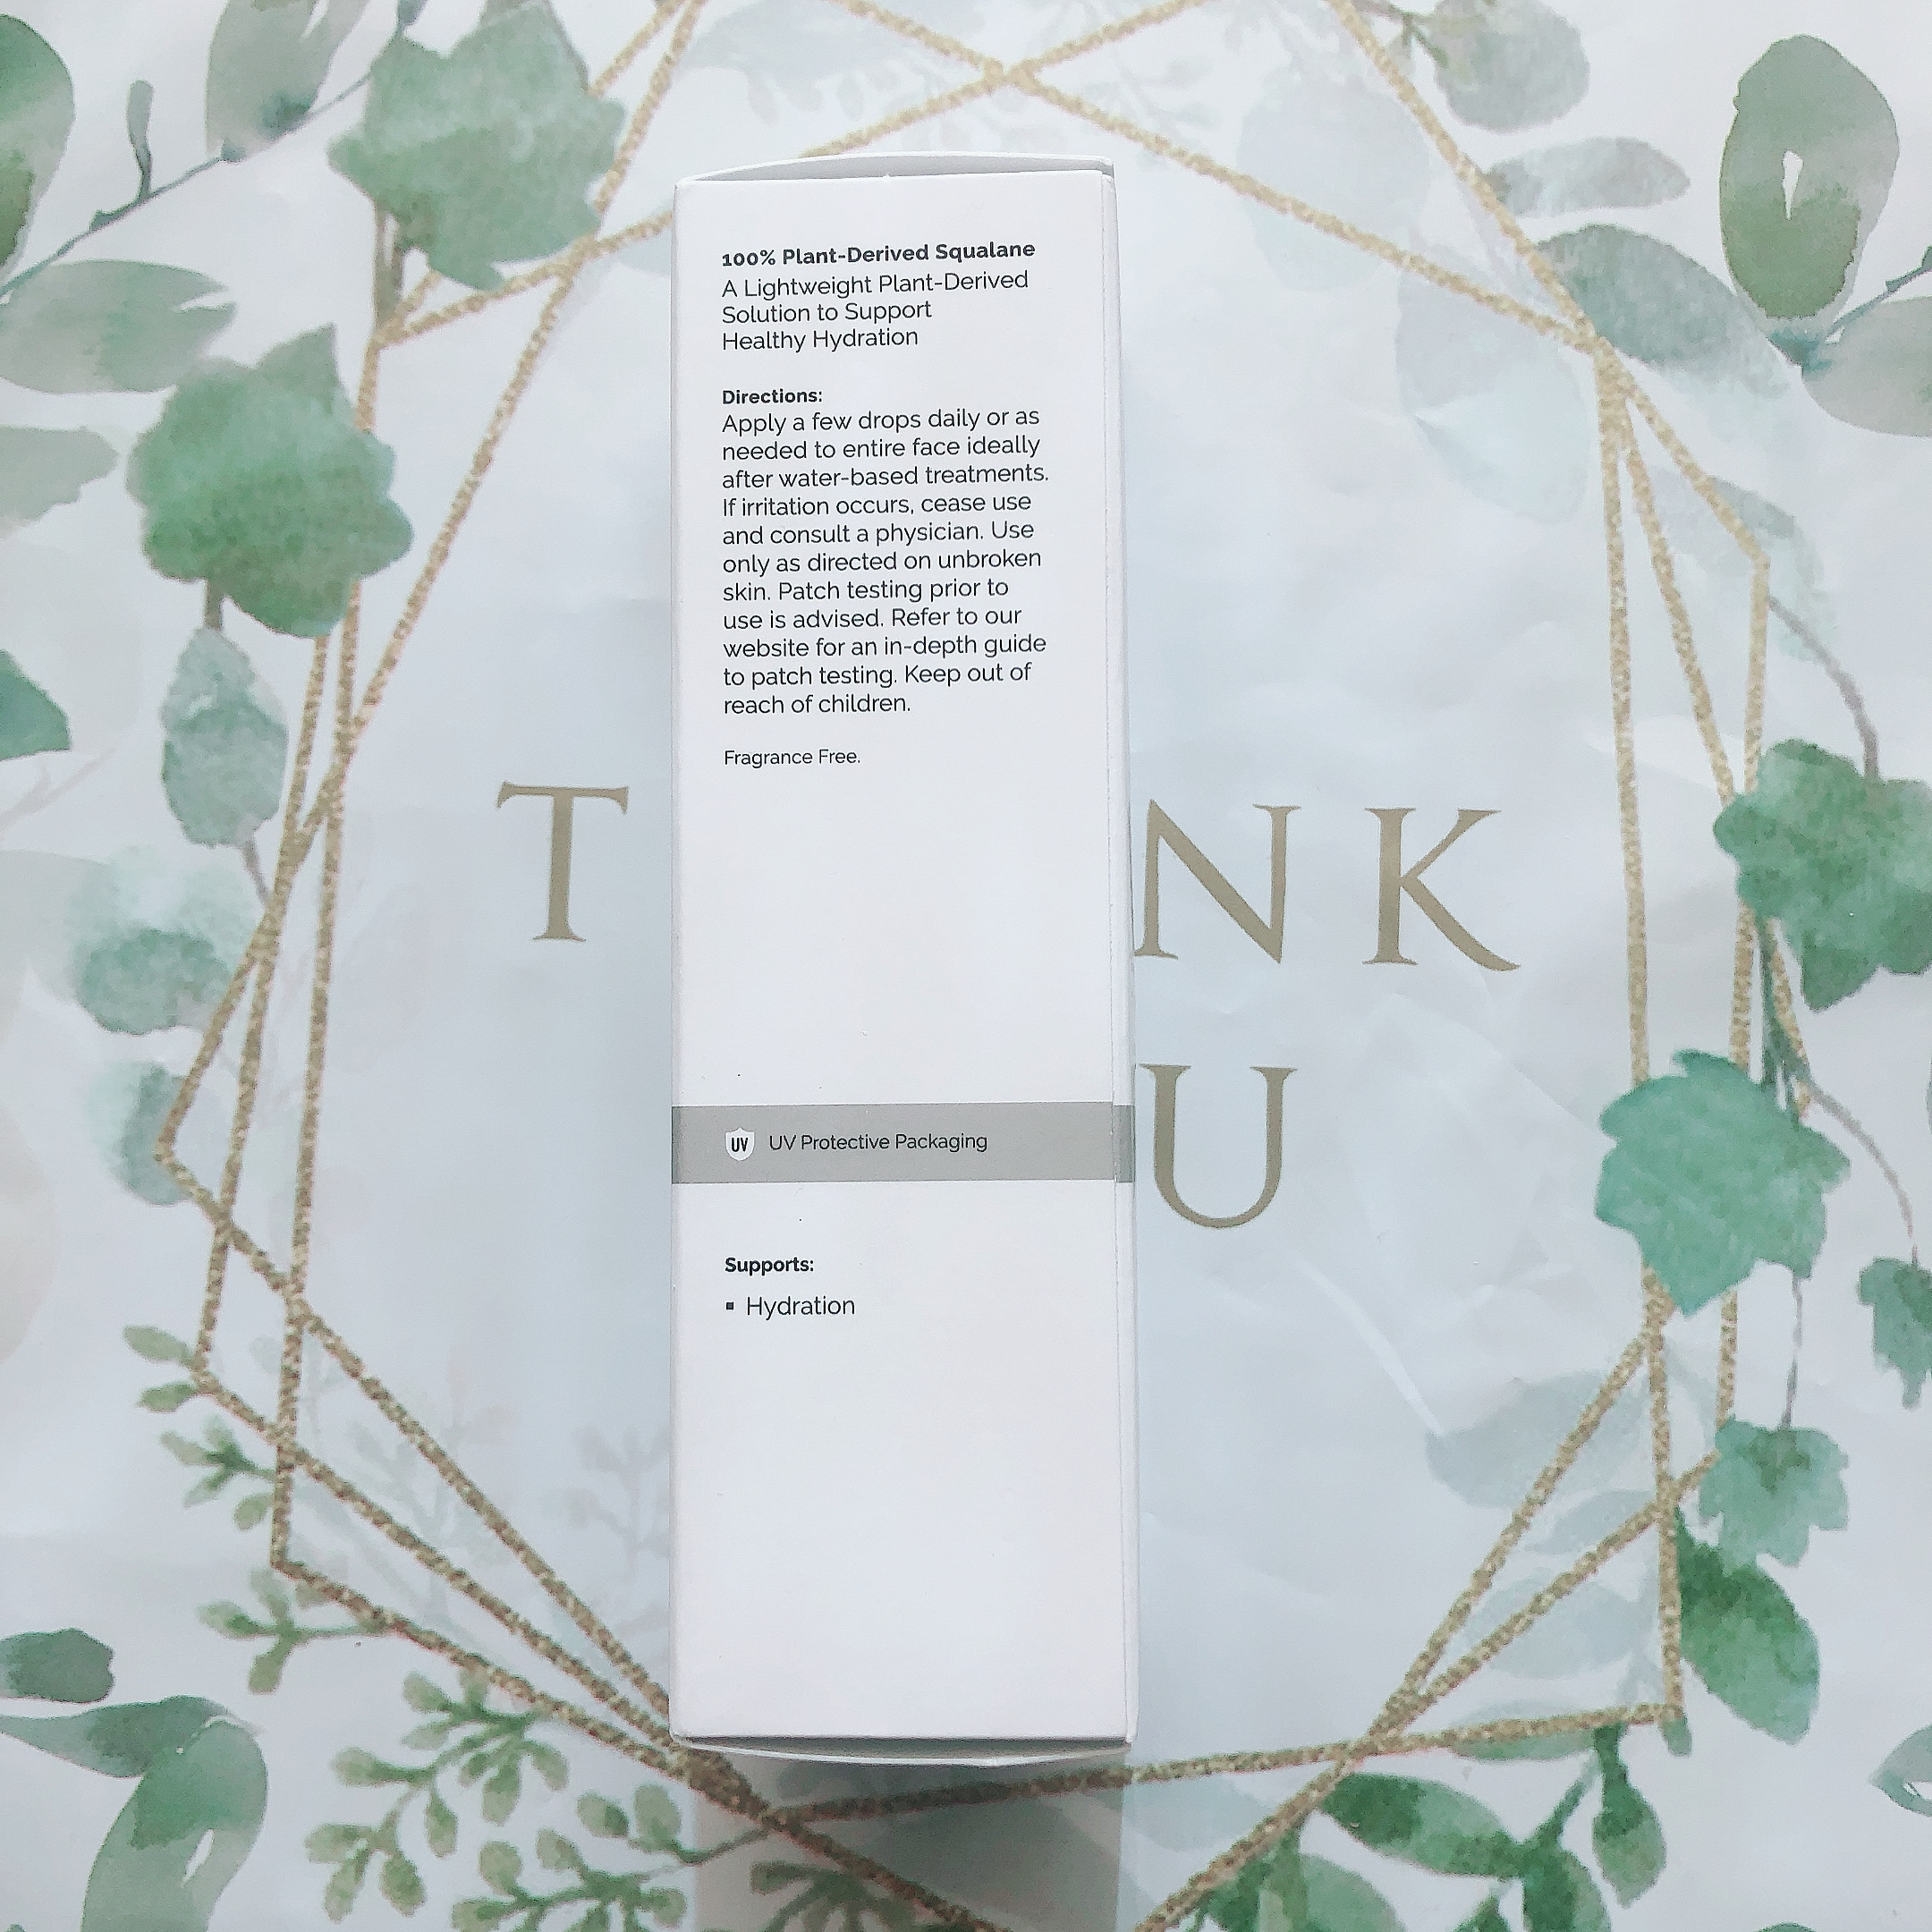 100% Plant-Derived Squalane
A Lightweight Plant-Derived
Solution to Support
Healthy Hydration
Directions:
Apply a few drops daily or as
needed to entire face ideally
after water-based treatments.
If irritation occurs, cease use
and consult a physician. Use
only as directed on unbroken
skin. Patch testing prior to
use is advised. Refer to our
website for an in-depth guide
to patch testing. Keep out of
reach of children.
Fragrance Free.
T NK
U
UV UV Protective Packaging
Supports:
▪ Hydration